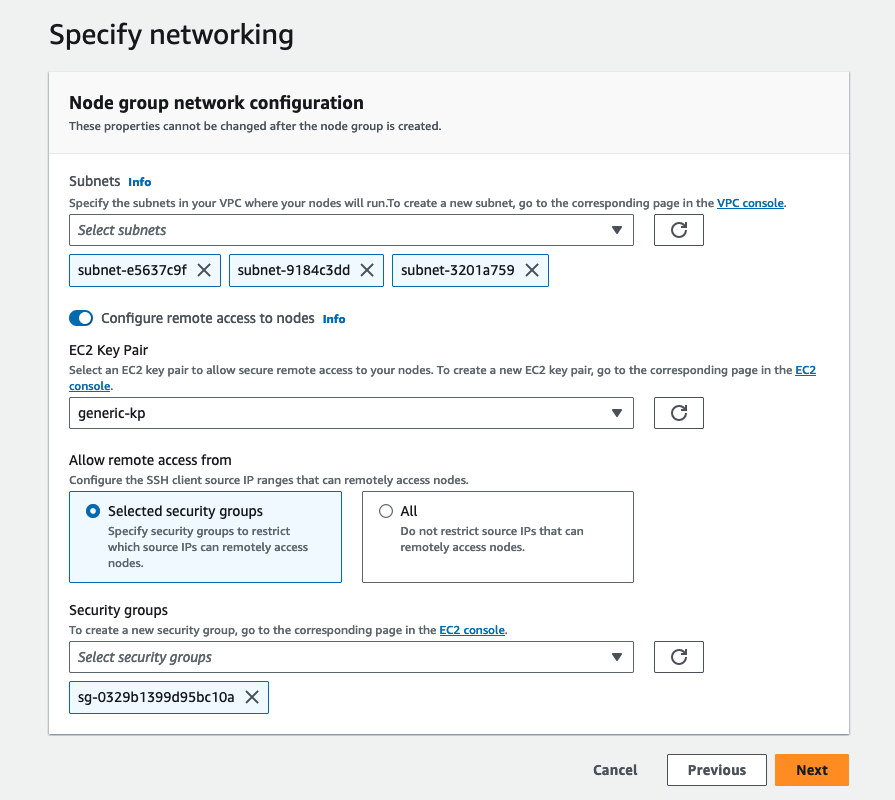 Specify networking
Node group network configuration
These properties cannot be changed after the node group is created.
Subnets Info
Specify the subnets in your VPC where your nodes will run.To create a new subnet, go to the corresponding page in the VPC console.
Select subnets
subnet-e5637c9f
subnet-9184c3dd
subnet-3201a759
Configure remote access to nodes Info
EC2 Key Pair
Select an EC2 key pair to allow secure remote access to your nodes. To create a new EC2 key pair, go to the corresponding page in the EC2
console.
generic-kp
Allow remote access from
Configure the SSH client source IP ranges that can remotely access nodes.
Selected security groups
Specify security groups to restrict
which source IPs can remotely access
nodes.
All
Do not restrict source IPs that can
remotely access nodes.
Security groups
To create a new security group, go to the corresponding page in the EC2 console.
Select security groups
sg-0329b1399d95bc10a
Cancel
Previous
Next